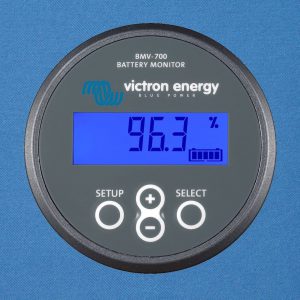 BMV-700
BATTERY MONITOR
victron energy
BLUE POWER
96.3 %
SETUP + SELECT
−